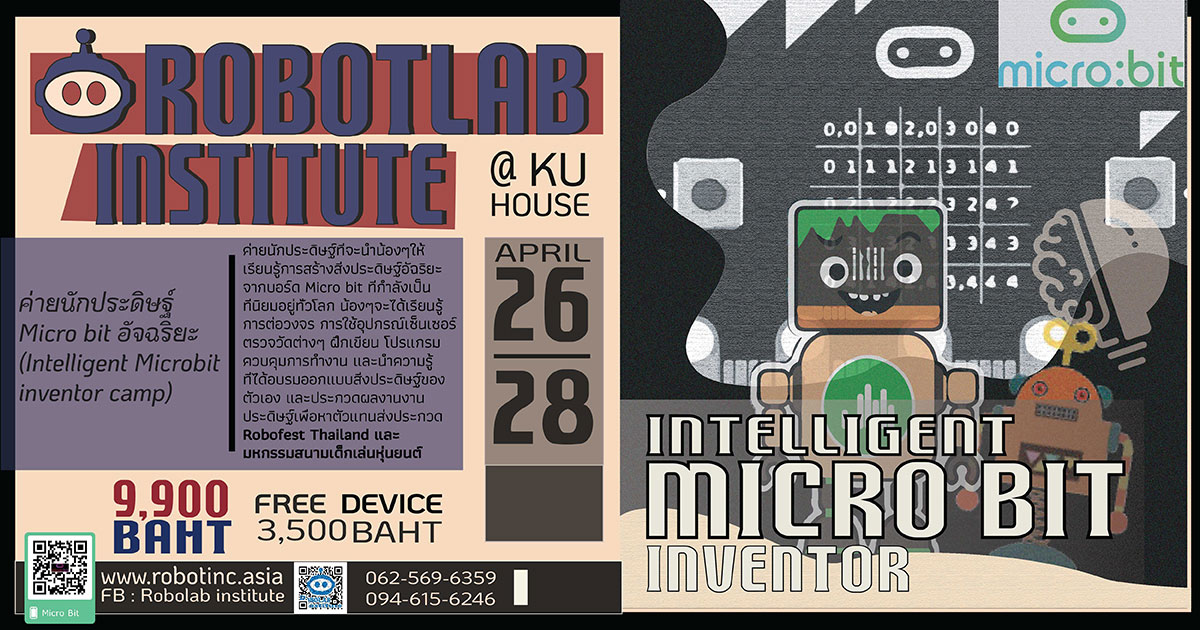 ROBOTLAB
INSTITUTE
@ KU
HOUSE
APRIL
26
28
ค่ายนักประดิษฐ์
Micro bit อัจฉริยะ
(Intelligent Microbit
inventor camp)
ค่ายนักประดิษฐ์ที่จะนำน้องๆให้
เรียนรู้การสร้างสิ่งประดิษฐ์อัฉริยะ
จากบอร์ด Micro bit ที่กำลังเป็น
ที่นิยมอยู่ทั่วโลก น้องๆจะได้เรียนรู้
การต่อวงจร การใช้อุปกรณ์เซ็นเซอร์
ตรวจวัดต่างๆ ฝึกเขียน โปรแกรม
ควบคุมการทำงาน และนำความรู้
ที่ได้อบรมออกแบบสิ่งประดิษฐ์ของ
ตัวเอง และประกวดผลงานงาน
ประดิษฐ์เพื่อหาตัวแทนส่งประกวด
Robofest Thailand และ
มหกรรมสนามเด็กเล่นหุ่นยนต์
9,900
BAHT
FREE DEVICE
3,500 BAHT
Micro Bit
www.robotinc.asia
FB : Robolab institute
062-569-6359
094-615-6246
micro:bit
INTELLIGENT
MICRO BIT
INVENTOR